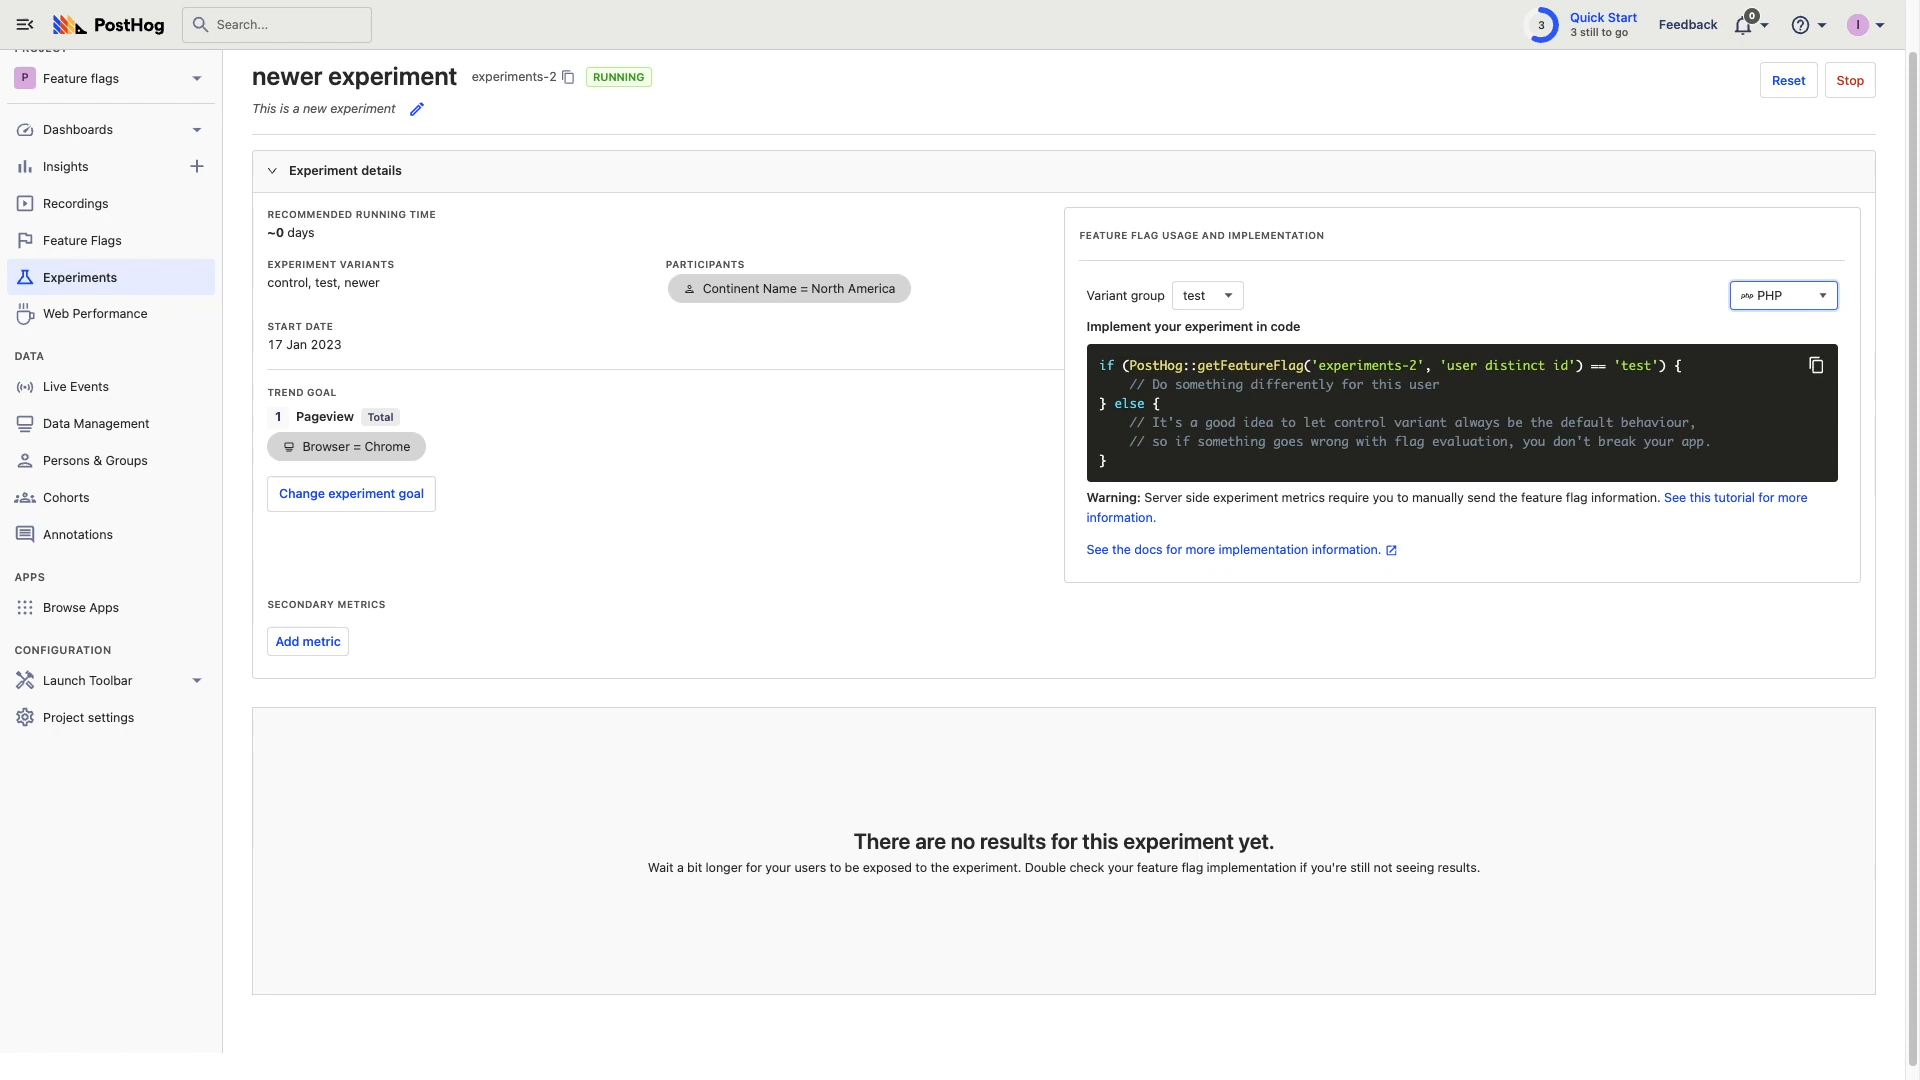 PostHog
Search...
3
Quick Start
3 still to go
Feedback
0
I
PROJECT
P Feature flags
Dashboards
Insights
Recordings
Feature Flags
Experiments
Web Performance
DATA
Live Events
Data Management
Persons & Groups
Cohorts
Annotations
APPS
Browse Apps
CONFIGURATION
Launch Toolbar
Project settings
newer experiment experiments-2 RUNNING
This is a new experiment
Reset Stop
Experiment details
RECOMMENDED RUNNING TIME
~0 days
EXPERIMENT VARIANTS
control, test, newer
PARTICIPANTS
Continent Name = North America
START DATE
17 Jan 2023
TREND GOAL
1 Pageview Total
Browser = Chrome
Change experiment goal
FEATURE FLAG USAGE AND IMPLEMENTATION
Variant group test
php PHP
Implement your experiment in code
if (PostHog::getFeatureFlag('experiments-2', 'user distinct id') == 'test') {
// Do something differently for this user
} else {
// It's a good idea to let control variant always be the default behaviour,
// so if something goes wrong with flag evaluation, you don't break your app.
}
Warning: Server side experiment metrics require you to manually send the feature flag information. See this tutorial for more
information.
See the docs for more implementation information.
SECONDARY METRICS
Add metric
There are no results for this experiment yet.
Wait a bit longer for your users to be exposed to the experiment. Double check your feature flag implementation if you're still not seeing results.